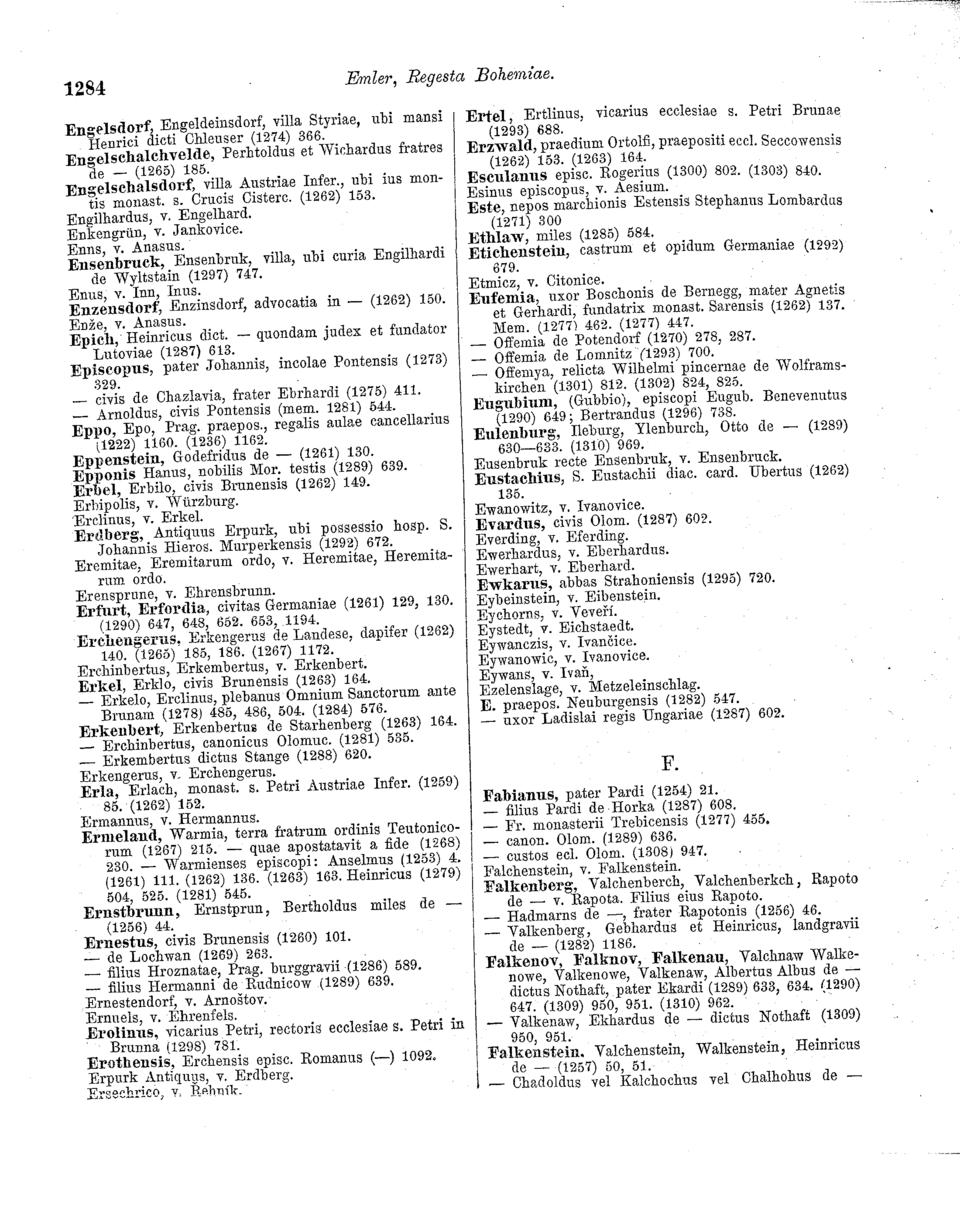 1284
Emler, Regesta Bohemiae.
Engelsdorf, Engeldeinsdorf, villa Styriae, ubi mansi
Henrici dicti Chleuser (1274) 366.
Engelschalchvelde, Perhtoldus et Wichardus fratres
de — (1265) 185.
Engelschalsdorf, villa Austriae Infer., ubi ius mon-
tis monast. s. Crucis Cisterc. (1262) 153.
Engilhardus, v. Engelhard.
Enkengrün, v. Jankovice.
Enns, v. Anasus.
Ensenbruck, Ensenbruk, villa, ubi curia Engilhardi
de Wyltstain (1297) 747.
Enus, v. Inn, Inus.
Enzensdorf, Enzinsdorf, advocatia in — (1262) 150.
Enže, v. Anasus.
Epich, Heinricus dict. — quondam judex et fundator
Lutoviae (1287) 613.
Episcopus, pater Johannis, incolae Pontensis (1273)
329.
— civis de Chazlavia, frater Ebrhardi (1275) 411.
— Arnoldus, civis Pontensis (mem. 1281) 544.
Eppo, Epo, Prag. praepos., regalis aulae cancellarius
(1222) 1160. (1236) 1162.
Eppenstein, Godefridus de — (1261) 130.
Epponis Hanus, nobilis Mor. testis (1289) 639.
Erbel, Erbilo, civis Brunensis (1262) 149.
Erbipolis, v. Würzburg.
Erclinus, v. Erkel.
Erdberg, Antiquus Erpurk, ubi possessio hosp. S.
Johannis Hieros. Murperkensis (1292) 672.
Eremitae, Eremitarum ordo, v. Heremitae, Heremita-
rum ordo.
Erensprune, v. Ehrensbrunn.
Erfurt, Erfordia, civitas Germaniae (1261) 129, 130.
(1290) 647, 648, 652. 653, 1194.
Erchengerus, Erkengerus de Landese, dapifer (1262)
140. (1265) 185, 186. (1267) 1172.
Erchinbertus, Erkembertus, v. Erkenbert.
Erkel, Erklo, civis Brunensis (1263) 164.
— Erkelo, Erclinus, plebanus Omnium Sanctorum ante
Brunam (1278) 485, 486, 504. (1284) 576.
Erkenbert, Erkenbertus de Starhenberg (1263) 164.
— Erchinbertus, canonicus Olomuc. (1281) 535.
— Erkembertus dictus Stange (1288) 620.
Erkengerus, v. Erchengerus.
Erla, Erlach, monast. s. Petri Austriae Infer. (1259)
85. (1262) 152.
Ermannus, v. Hermannus.
Ermeland, Warmia, terra fratrum ordinis Teutonico-
rum (1267) 215. — quae apostatavit a fide (1268)
230. — Warmienses episcopi: Anselmus (1253) 4.
(1261) 111. (1262) 136. (1263) 163. Heinricus (1279)
504, 525. (1281) 545.
Ernstbrunn, Ernstprun, Bertholdus miles de —
(1256) 44.
Ernestus, civis Brunensis (1260) 101.
— de Lochwan (1269) 263.
— filius Hroznatae, Prag. burggravii (1286) 589.
— filius Hermanni de Rudnicow (1289) 639.
Ernestendorf, v. Arnoštov.
Ernuels, v. Ehrenfels.
Erolinus, vicarius Petri, rectoris ecclesiae s. Petri in
Brunna (1298) 781.
Erothensis, Erchensis episc. Romanus (—) 1092.
Erpurk Antiquus, v. Erdberg.
Ersechrico, v. Řehník.
Ertel, Ertlinus, vicarius ecclesiae s. Petri Brunae
(1293) 688.
Erzwald, praedium Ortolfi, praepositi eccl. Seccowensis
(1262) 153. (1263) 164.
Esculanus episc. Rogerius (1300) 802. (1303) 840.
Esinus episcopus, v. Aesium.
Este, nepos marchionis Estensis Stephanus Lombardus
(1271) 300
Ethlaw, miles (1285) 584.
Etichenstein, castrum et opidum Germaniae (1292)
679.
Etmicz, v. Citonice.
Eufemia, uxor Boschonis de Bernegg, mater Agnetis
et Gerhardi, fundatrix monast. Sarensis (1262) 137.
Mem. (1277) 462. (1277) 447.
— Offemia de Potendorf (1270) 278, 287.
— Offemia de Lomnitz (1293) 700.
— Offemya, relicta Wilhelmi pincernae de Wolframs-
kirchen (1301) 812. (1302) 824, 825.
Eugubium, (Gubbio), episcopi Eugub. Benevenutus
(1290) 649; Bertrandus (1296) 738.
Eulenburg, Ileburg, Ylenburch, Otto de — (1289)
630—633. (1310) 969.
Eusenbruk recte Ensenbruk, v. Ensenbruck.
Eustachius, S. Eustachii diac. card. Ubertus (1262)
135.
Ewanowitz, v. Ivanovice.
Evardus, civis Olom. (1287) 602.
Everding, v. Eferding.
Ewerhardus, v. Eberhardus.
Ewerhart, v. Eberhard.
Ewkarus, abbas Strahoniensis (1295) 720.
Eybeinstein, v. Eibenstein.
Eychorns, v. Veveří.
Eystedt, v. Eichstaedt.
Eywanczis, v. Ivančice.
Eywanowic, v. Ivanovice.
Eywans, v. Ivaň,
Ezelenslage, v. Metzeleinschlag.
E. praepos. Neuburgensis (1282) 547.
— uxor Ladislai regis Ungariae (1287) 602.
F.
Fabianus, pater Pardi (1254) 21.
— filius Pardi de Horka (1287) 608.
— Fr. monasterii Trebicensis (1277) 455.
— canon. Olom. (1289) 636.
— custos ecl. Olom. (1308) 947.
Falchenstein, v. Falkenstein.
Falkenberg, Valchenberch, Valchenberkch, Rapoto
de — v. Rapota. Filius eius Rapoto.
— Hadmarns de —, frater Rapotonis (1256) 46.
— Valkenberg, Gebhardus et Heinricus, landgravii
de — (1282) 1186.
Falkenov, Falknov, Falkenau, Valchnaw Walke-
nowe, Valkenowe, Valkenaw, Albertus Albus de —
dictus Nothaft, pater Ekardi (1289) 633, 634. (1290)
647. (1309) 950, 951. (1310) 962.
— Valkenaw, Ekhardus de — dictus Nothaft (1309)
950, 951.
Falkenstein. Valchenstein, Walkenstein, Heinricus
de — (1257) 50, 51.
— Chadoldus vel Kalchochus vel Chalhohus de —